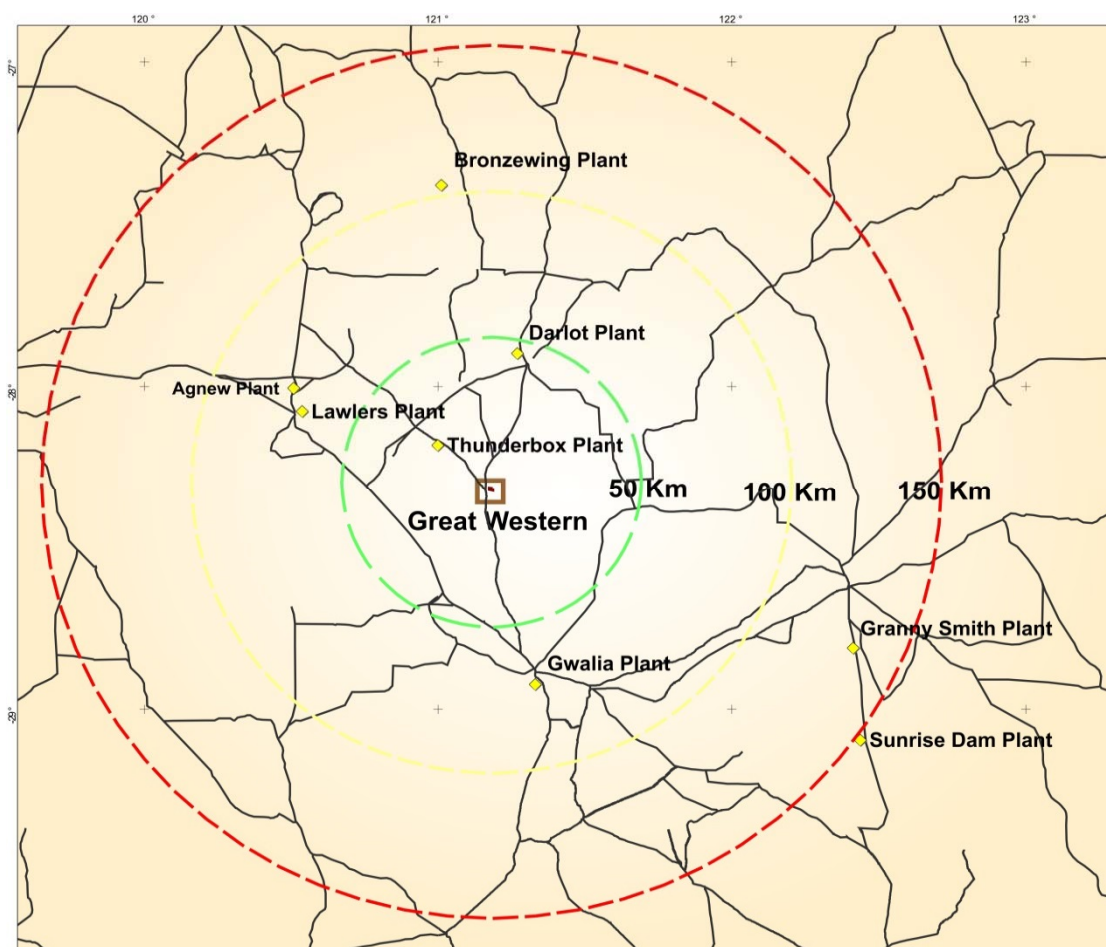 120 °
121 °
122 °
123 °
-27°
Bronzewing Plant
Darlot Plant
-28°
Agnew Plant
Lawlers Plant
Thunderbox Plant
50 Km
100 Km
150 Km
Great Western
Granny Smith Plant
Gwalia Plant
-29°
Sunrise Dam Plant